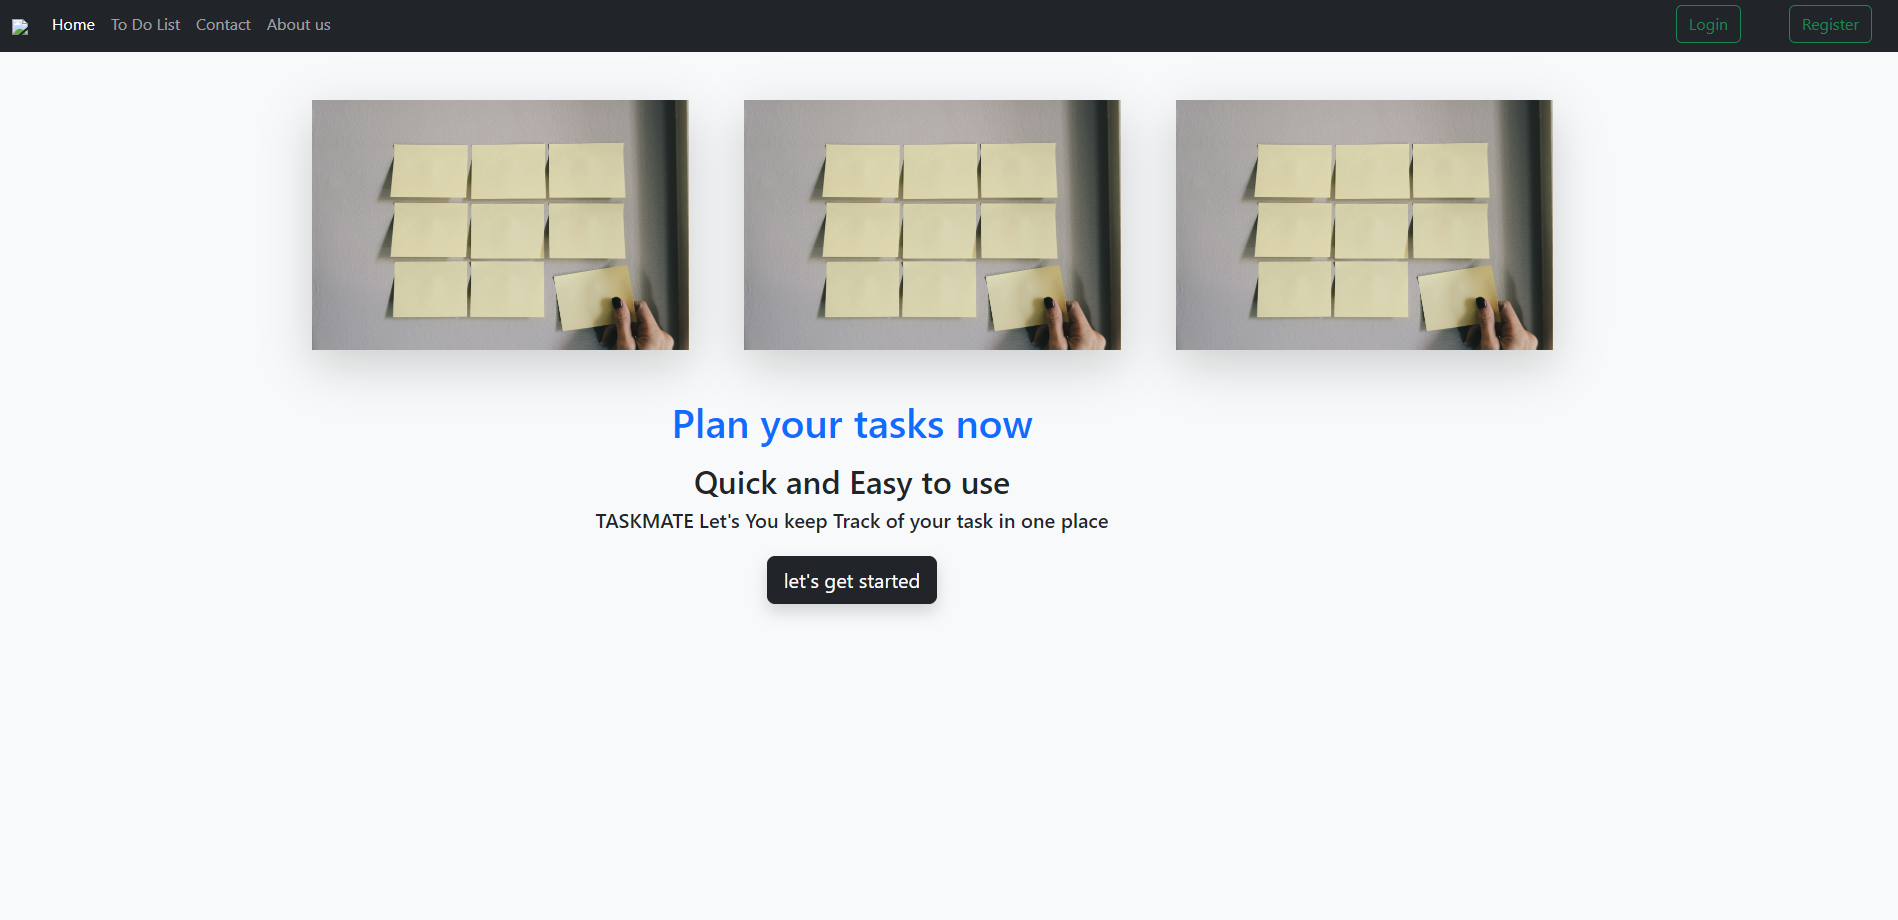 Home To Do List Contact About us Login Register
Plan your tasks now
Quick and Easy to use
TASKMATE Let's You keep Track of your task in one place
let's get started